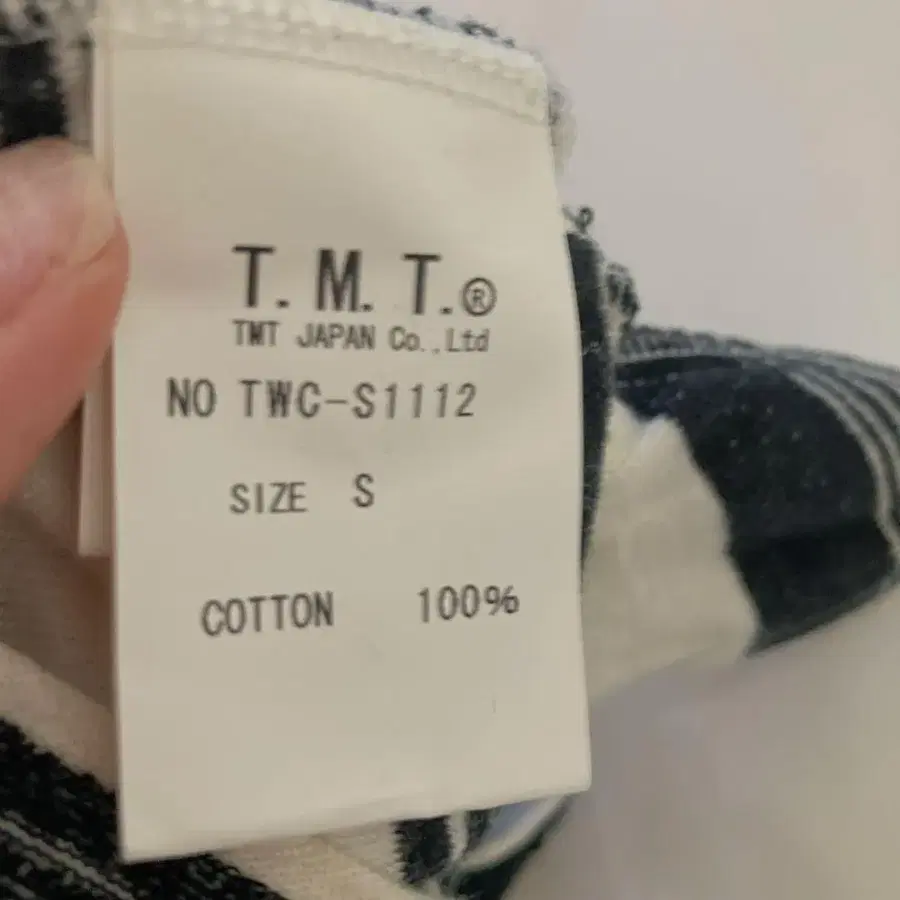 T. M. T.®
TMT JAPAN Co.,Ltd
NO TWC-S1112
SIZE S
COTTON 100%